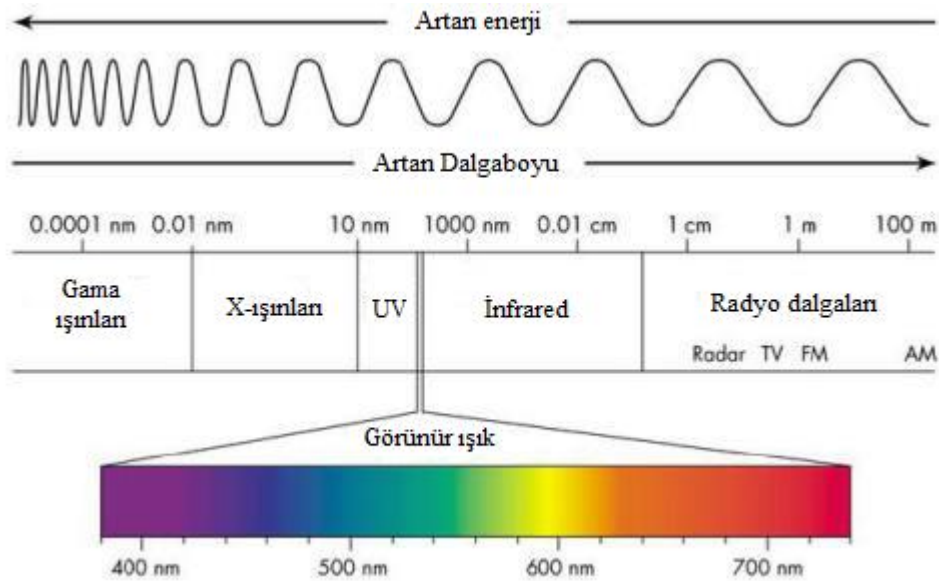 Artan enerji
Artan Dalgaboyu
0.0001 nm 0.01 nm 10 nm 1000 nm 0.01 cm 1 cm 1 m 100 m
Gama ışınları
X-ışınları
UV
İnfrared
Radyo dalgaları
Radar TV FM AM
Görünür ışık
400 nm 500 nm 600 nm 700 nm